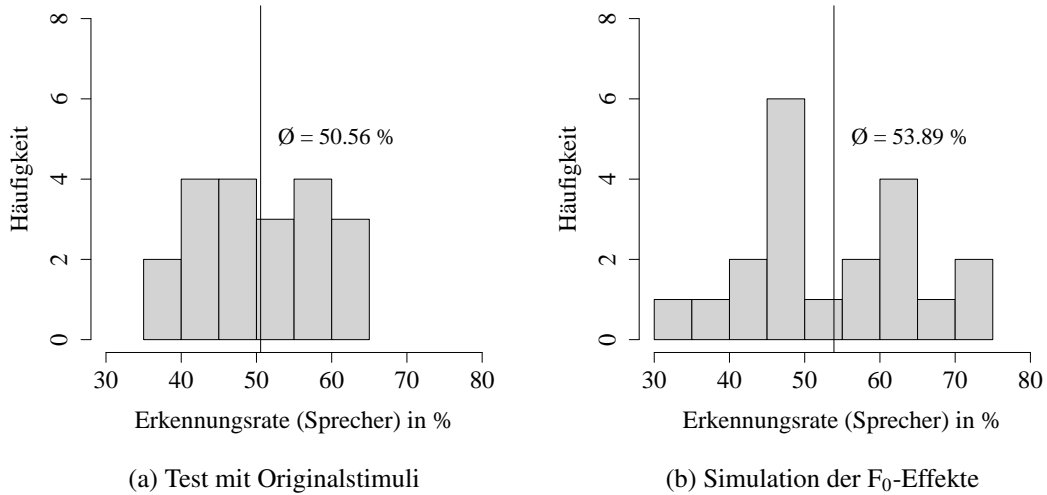 8
6
4
2
0
Häufigkeit
Ø = 50.56 %
30 40 50 60 70 80
Erkennungsrate (Sprecher) in %
(a) Test mit Originalstimuli
8
6
4
2
0
Häufigkeit
Ø = 53.89 %
30 40 50 60 70 80
Erkennungsrate (Sprecher) in %
(b) Simulation der F₀-Effekte